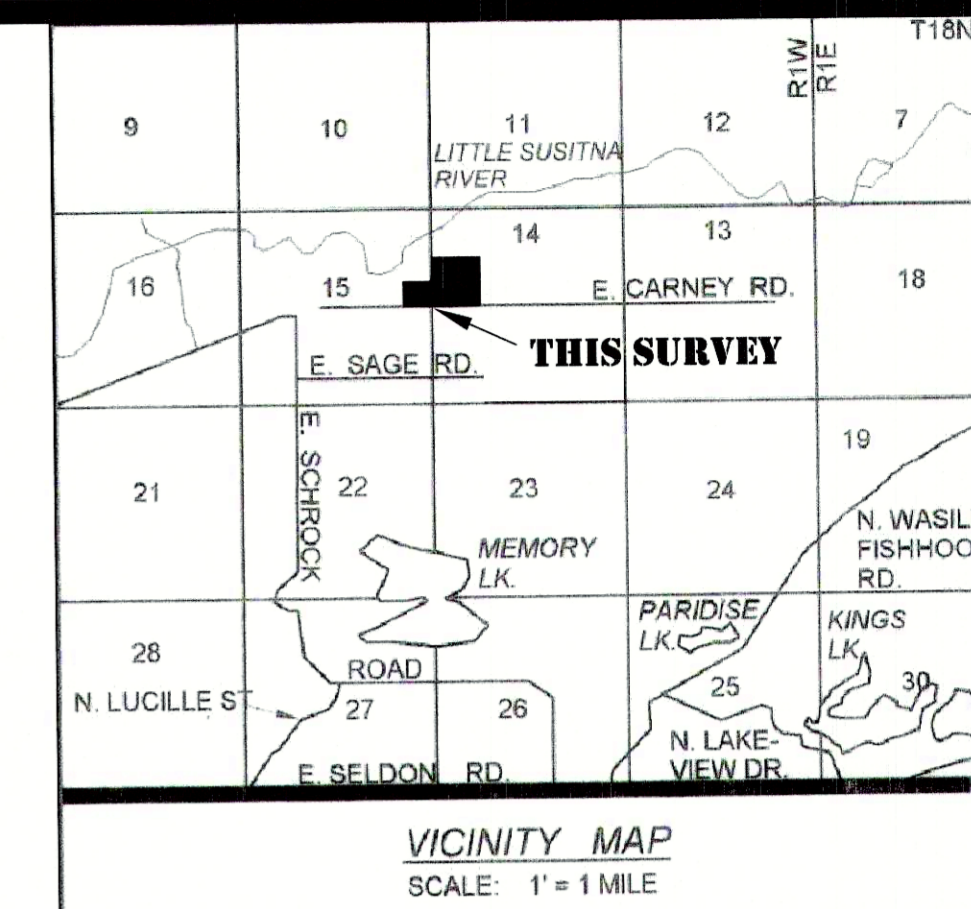 T18N
R1W
R1E
9
10
11
12
7
LITTLE SUSITNA
RIVER
14
13
16
15
E. CARNEY RD.
18
THIS SURVEY
E. SAGE RD.
E. SCHROCK
19
21
22
23
24
N. WASIL
FISHHOO
RD.
MEMORY
LK.
PARIDISE
LK.
KINGS
LK.
28
ROAD
25
30
N. LUCILLE ST
27
26
N. LAKE-
VIEW DR.
E. SELDON RD.
VICINITY MAP
SCALE: 1' = 1 MILE